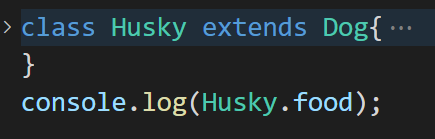 class Husky extends Dog{ ···
}
console.log(Husky.food);